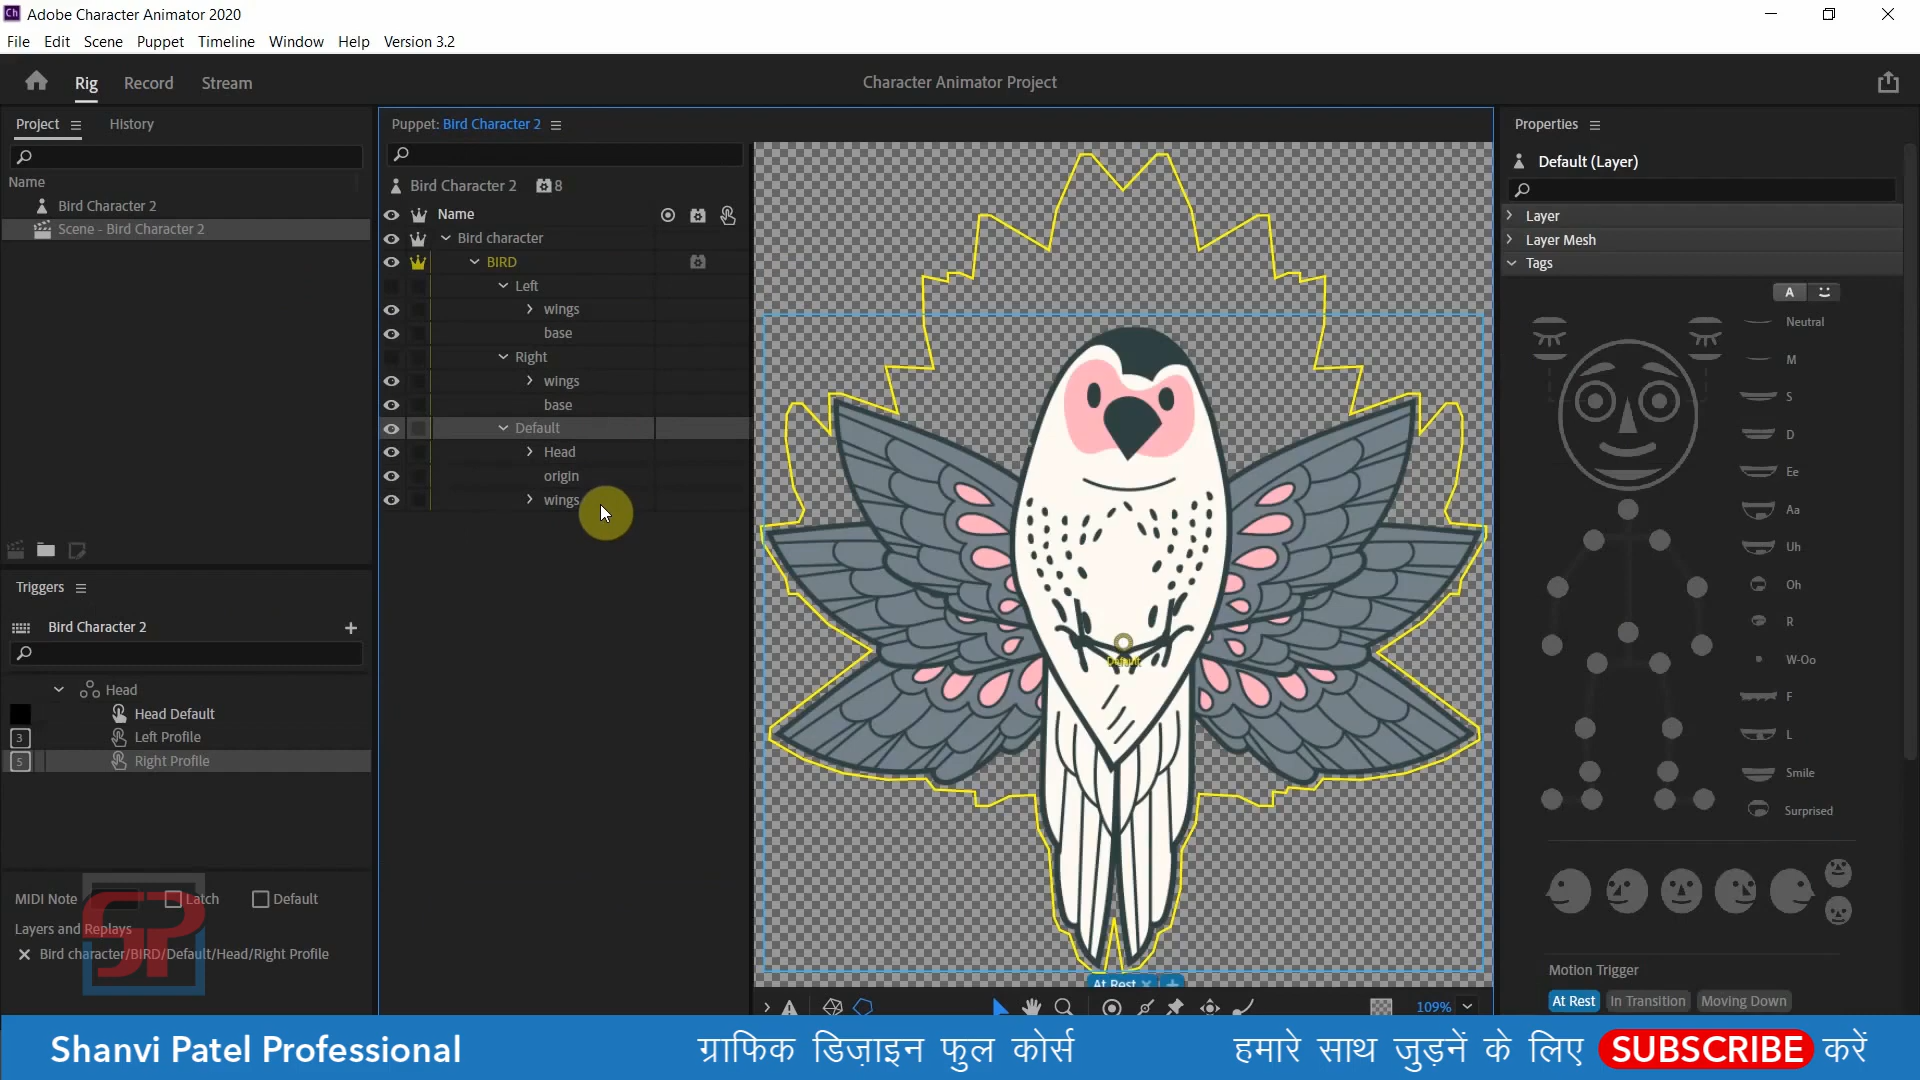 Ch Adobe Character Animator 2020
File Edit Scene Puppet Timeline Window Help Version 3.2
Rig Record Stream
Character Animator Project
Project History
Name
Bird Character 2
Scene - Bird Character 2
Triggers
Bird Character 2
Head
Head Default
3 Left Profile
5 Right Profile
MIDI Note Latch Default
Layers and Replays
Bird character/BIRD/Default/Head/Right Profile
SP
Puppet: Bird Character 2
Bird Character 2 8
Name
Bird character
BIRD
Left
wings
base
Right
wings
base
Default
Head
origin
wings
Default
At Rest
109%
Properties
Default (Layer)
Layer
Layer Mesh
Tags
A
Neutral
M
S
D
Ee
Aa
Uh
Oh
R
W-Oo
F
L
Smile
Surprised
Motion Trigger
At Rest In Transition Moving Down
Shanvi Patel Professional
ग्राफिक डिज़ाइन फुल कोर्स
हमारे साथ जुड़नें के लिए SUBSCRIBE करें